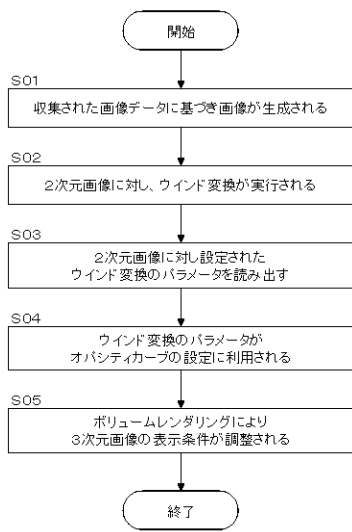 開始
S01
収集された画像データに基づき画像が生成される
S02
2次元画像に対し、ウインド変換が実行される
S03
2次元画像に対し設定された
ウインド変換のパラメータを読み出す
S04
ウインド変換のパラメータが
オパシティカーブの設定に利用される
S05
ボリュームレンダリングにより
3次元画像の表示条件が調整される
終了